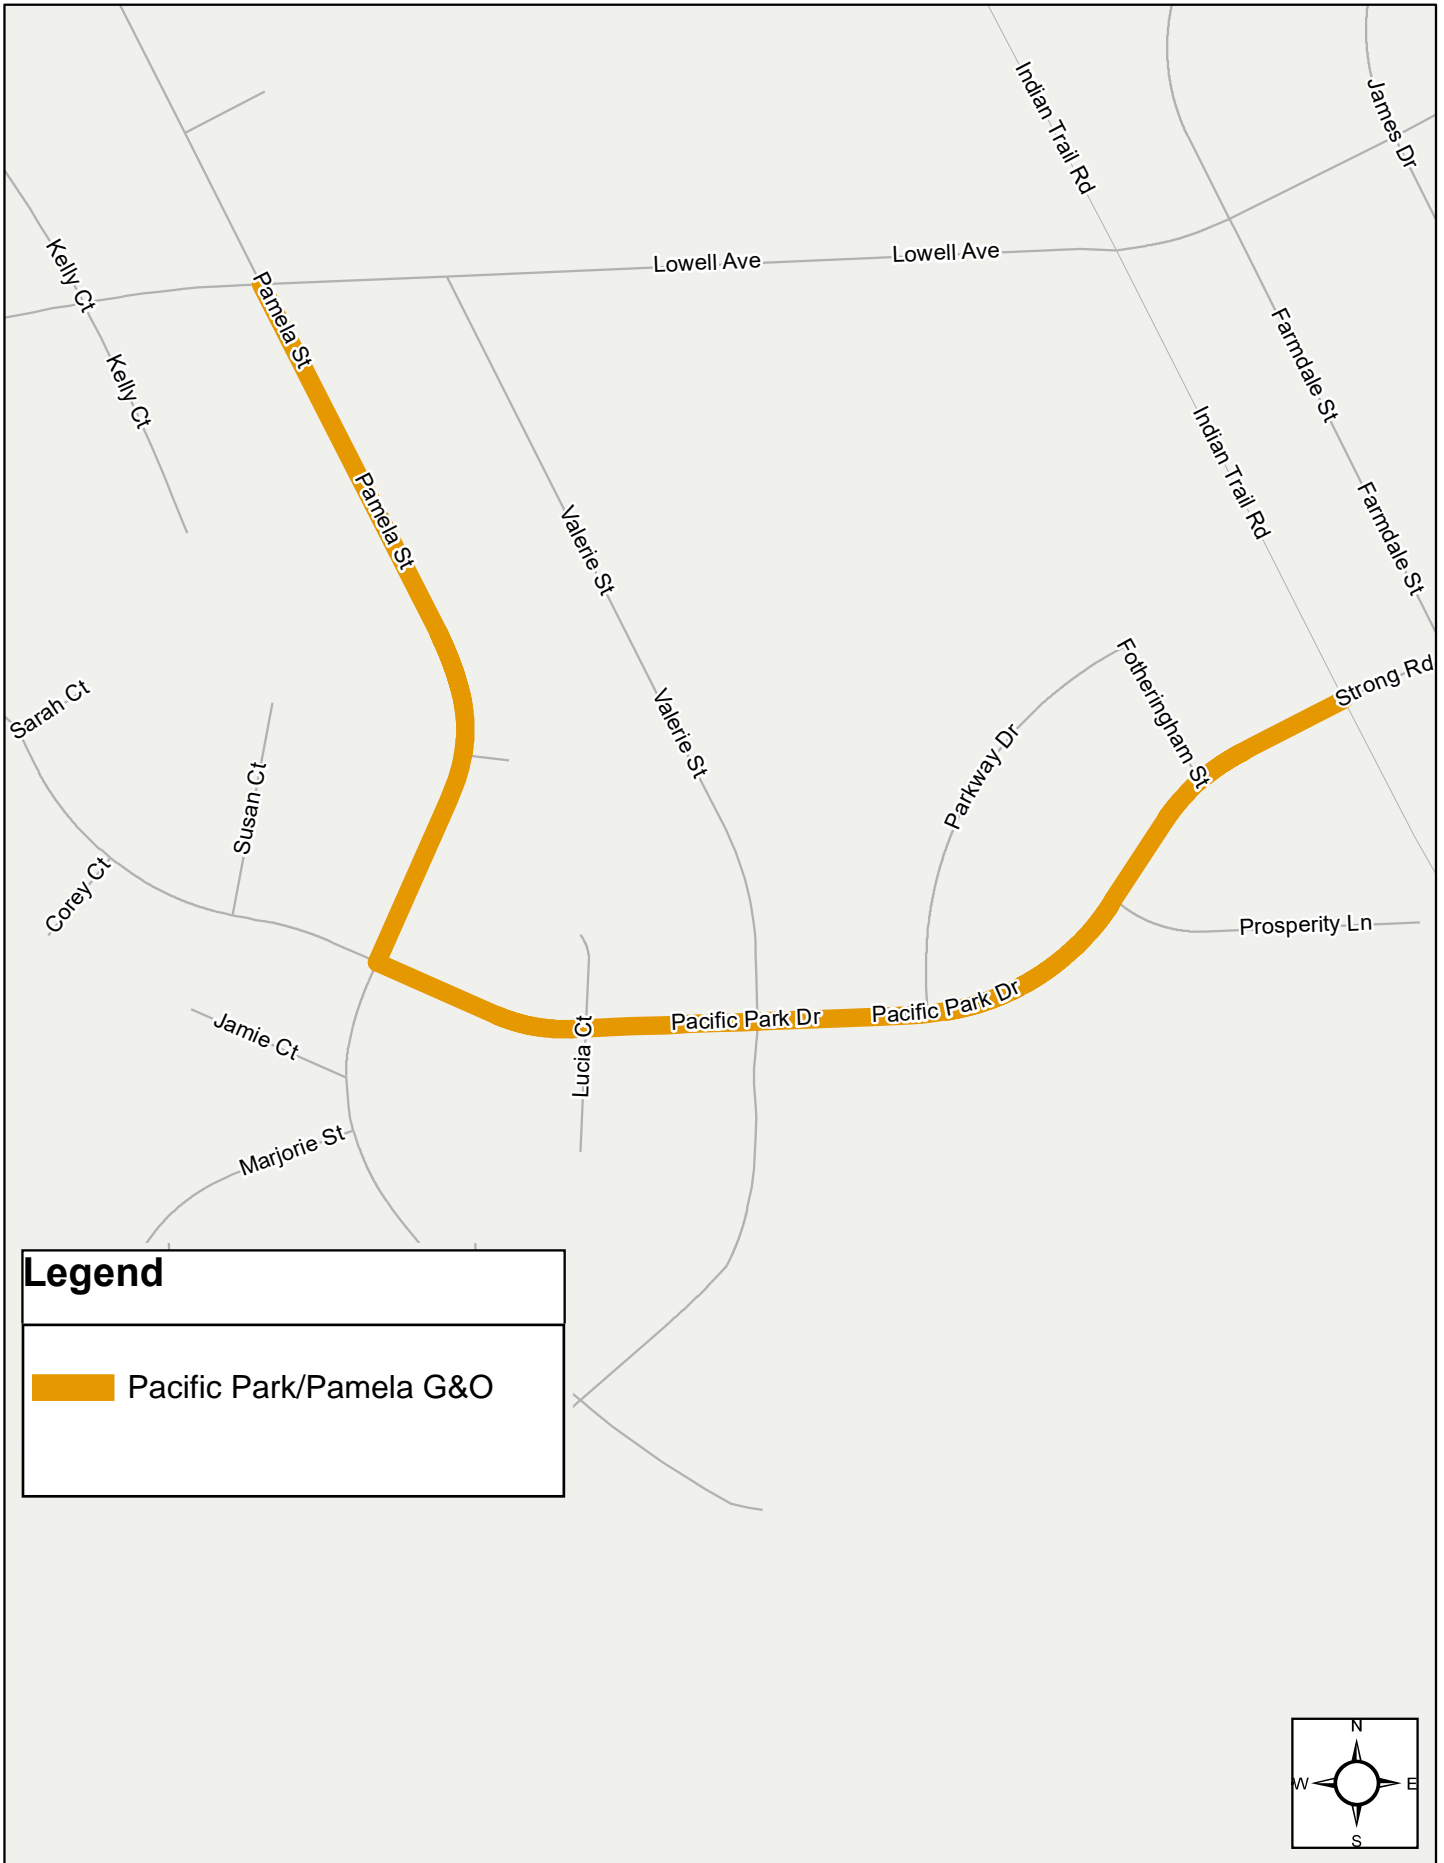 Indian Trail Rd
James Dr
Kelly Ct
Lowell Ave
Lowell Ave
Pamela St
Kelly Ct
Farmdale St
Indian Trail Rd
Pamela St
Farmdale St
Valerie St
Fotheringham St
Strong Rd
Sarah Ct
Valerie St
Parkway Dr
Susan Ct
Corey Ct
Prosperity Ln
Pacific Park Dr
Pacific Park Dr
Jamie Ct
Lucia Ct
Marjorie St
Legend
Pacific Park/Pamela G&O
N
W
E
S